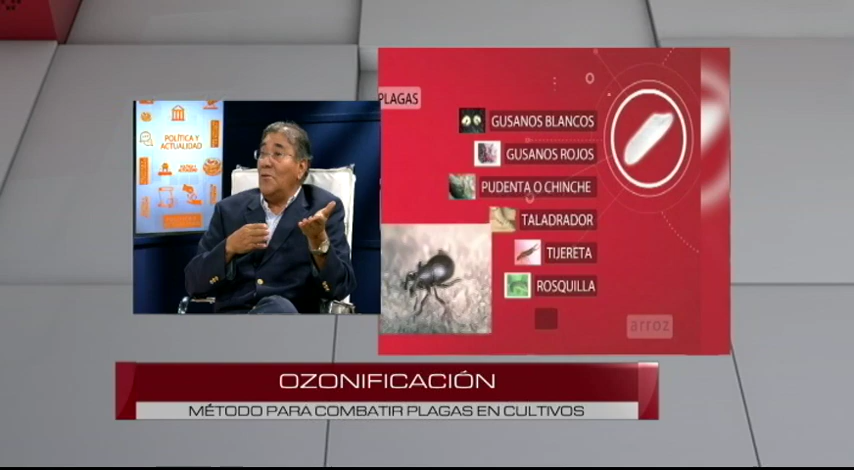 POLÍTICA Y
ACTUALIDAD
PLAGAS
GUSANOS BLANCOS
GUSANOS ROJOS
PUDENTA O CHINCHE
TALADRADOR
TIJERETA
ROSQUILLA
arroz
OZONIFICACIÓN
MÉTODO PARA COMBATIR PLAGAS EN CULTIVOS